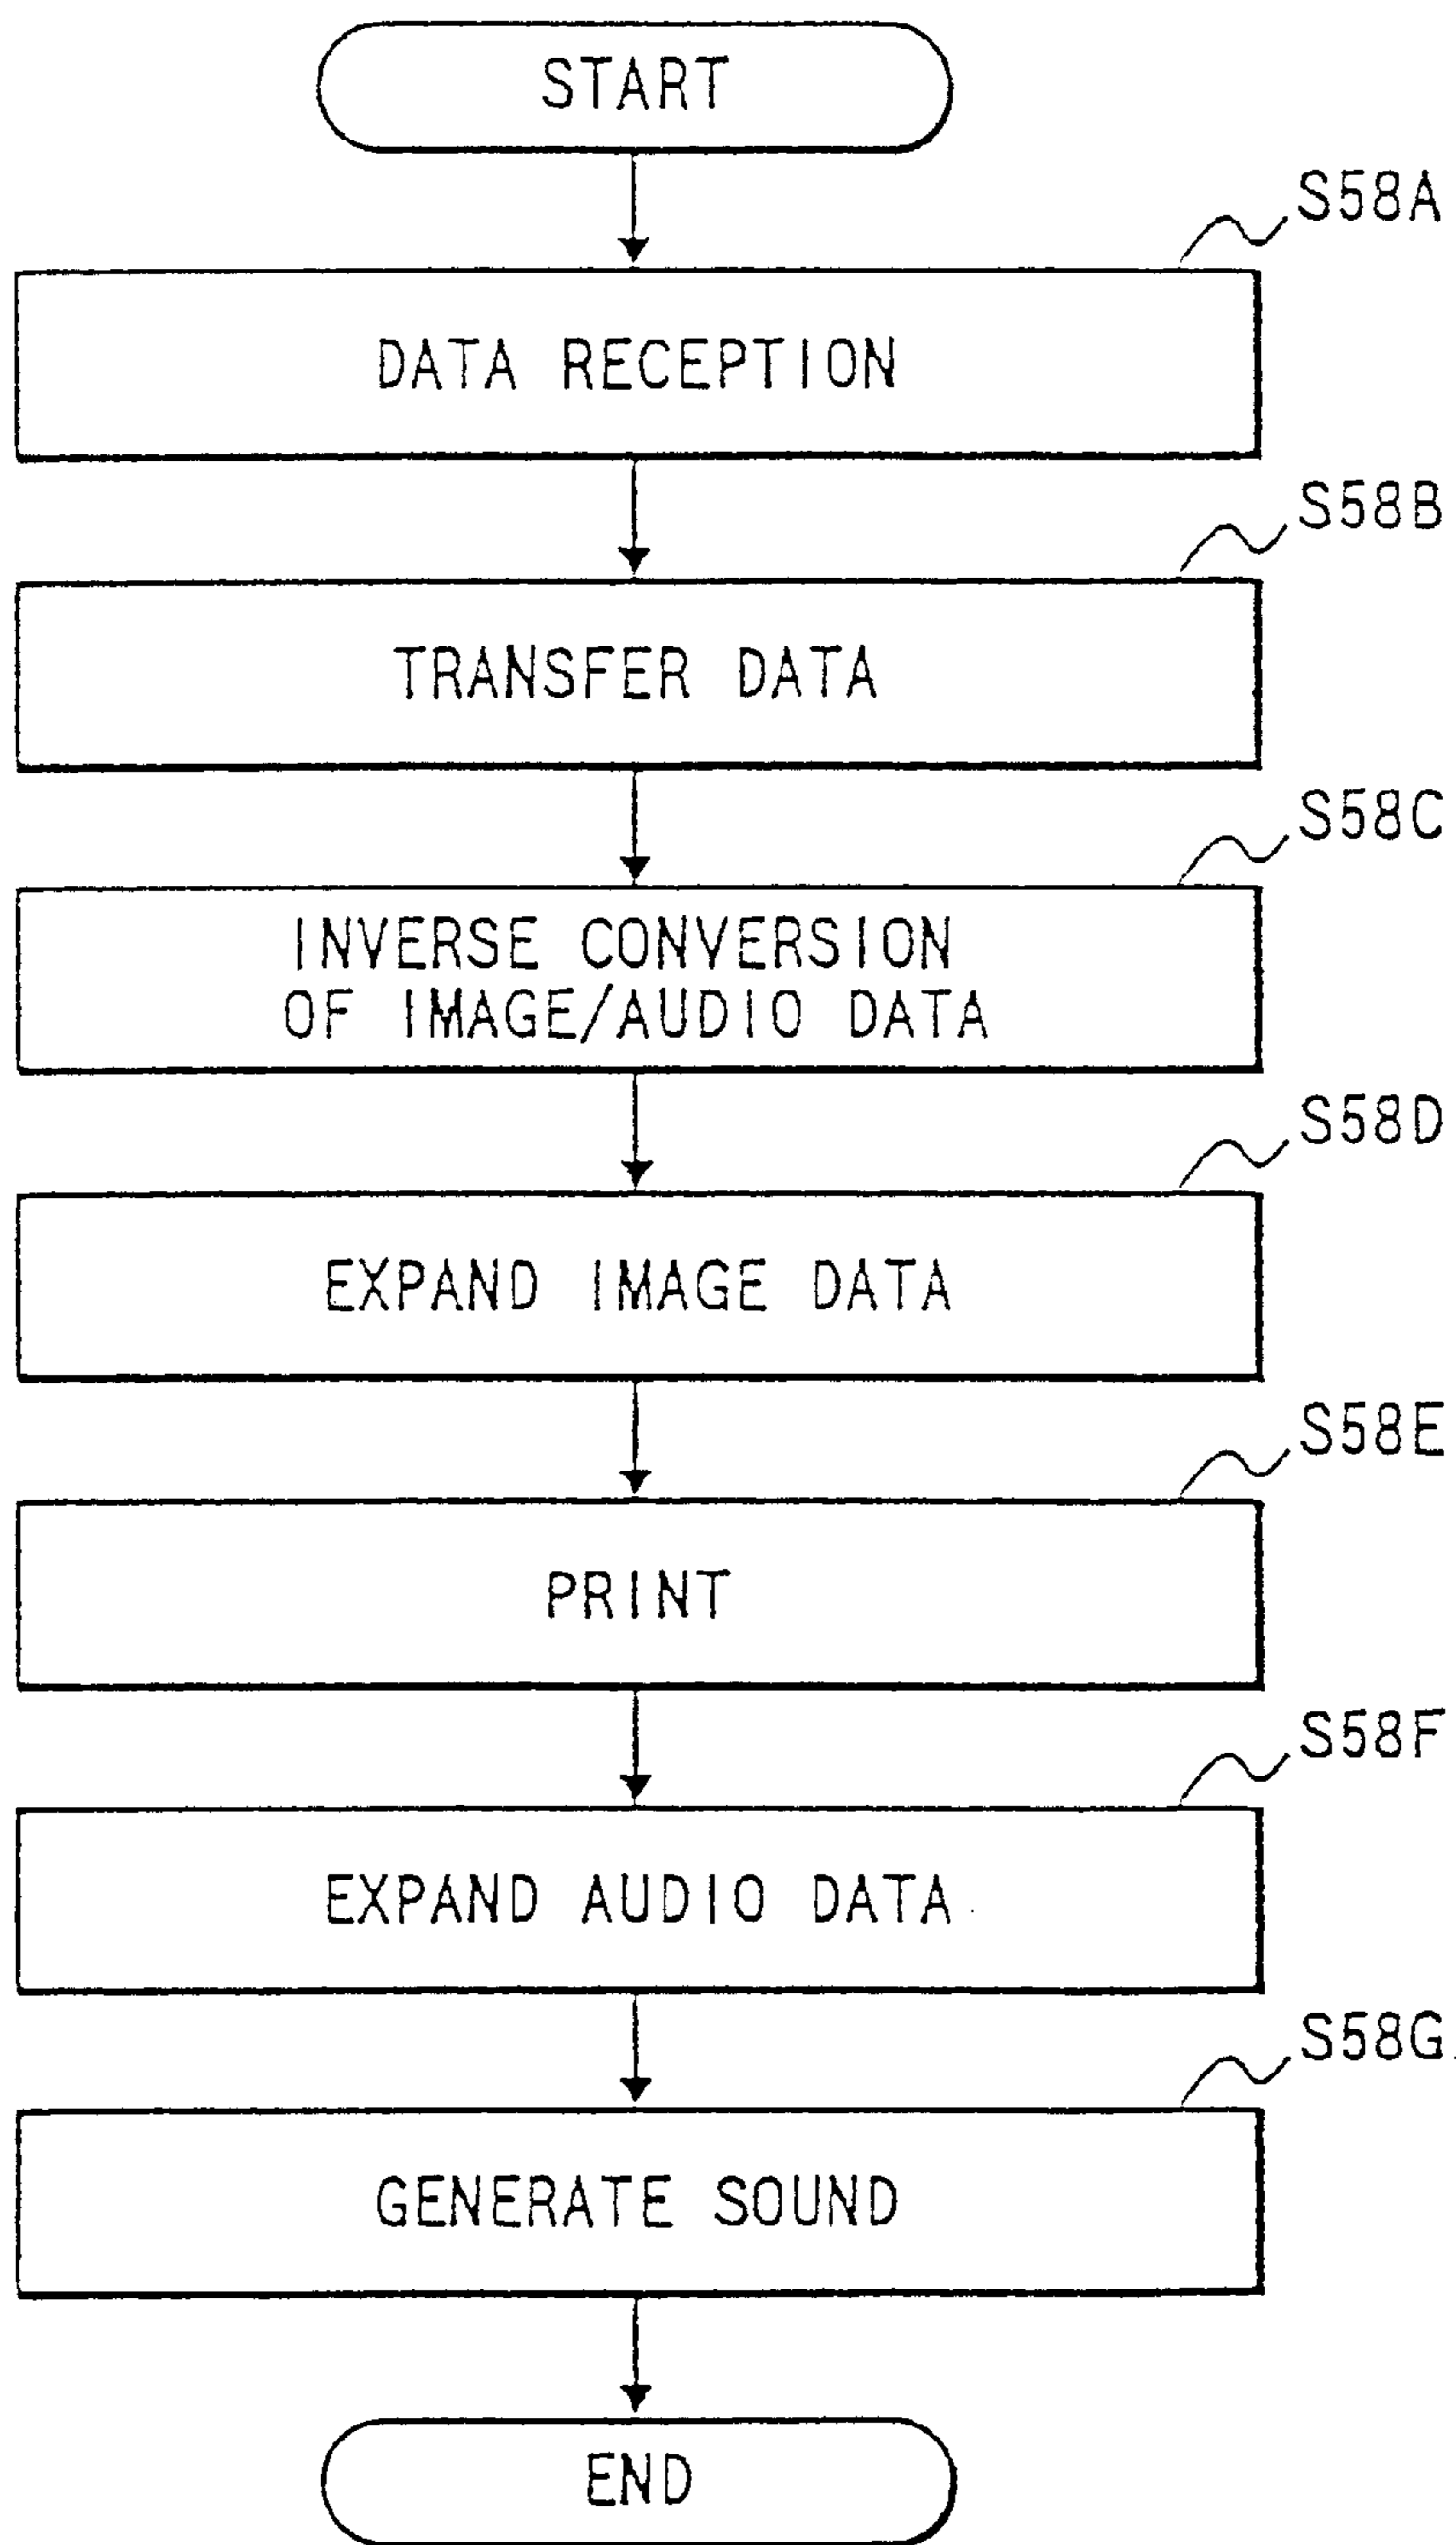 START
S58A
DATA RECEPTION
S58B
TRANSFER DATA
S58C
INVERSE CONVERSION
OF IMAGE/AUDIO DATA
S58D
EXPAND IMAGE DATA
S58E
PRINT
S58F
EXPAND AUDIO DATA
S58G
GENERATE SOUND
END